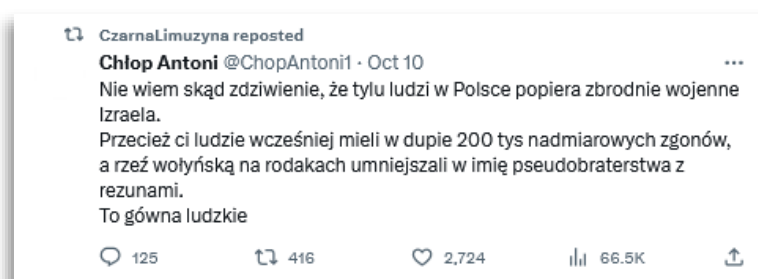 CzarnaLimuzyna reposted
Chłop Antoni @ChopAntoni1 · Oct 10
Nie wiem skąd zdziwienie, że tylu ludzi w Polsce popiera zbrodnie wojenne
Izraela.
Przecież ci ludzie wcześniej mieli w dupie 200 tys nadmiarowych zgonów,
a rzeź wołyńską na rodakach umniejszali w imię pseudobraterstwa z
rezunami.
To gówna ludzkie
125 416 2,724 66.5K